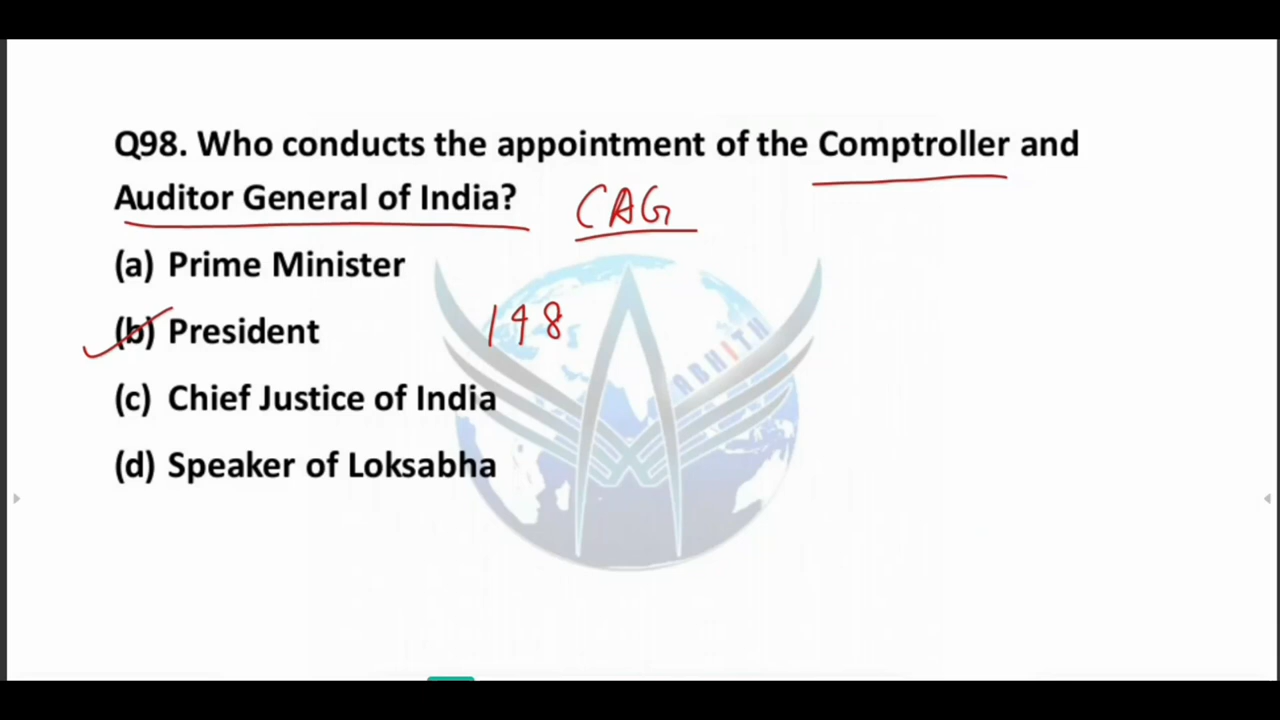 Q98. Who conducts the appointment of the Comptroller and
Auditor General of India? CAG
(a) Prime Minister
(b) President 148
(c) Chief Justice of India
(d) Speaker of Loksabha
ABHITH